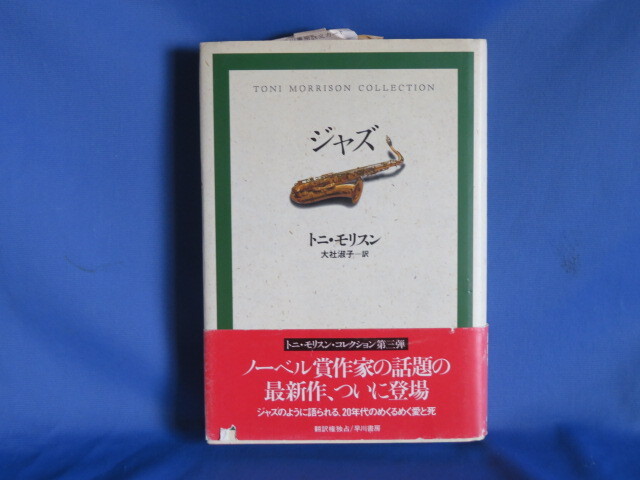 TONI MORRISON COLLECTION
ジャズ
トニ・モリスン
大社淑子―訳
トニ・モリスン・コレクション第三弾
ノーベル賞作家の話題の
最新作、ついに登場
ジャズのように語られる、20年代のめくるめく愛と死
翻訳権独占/早川書房